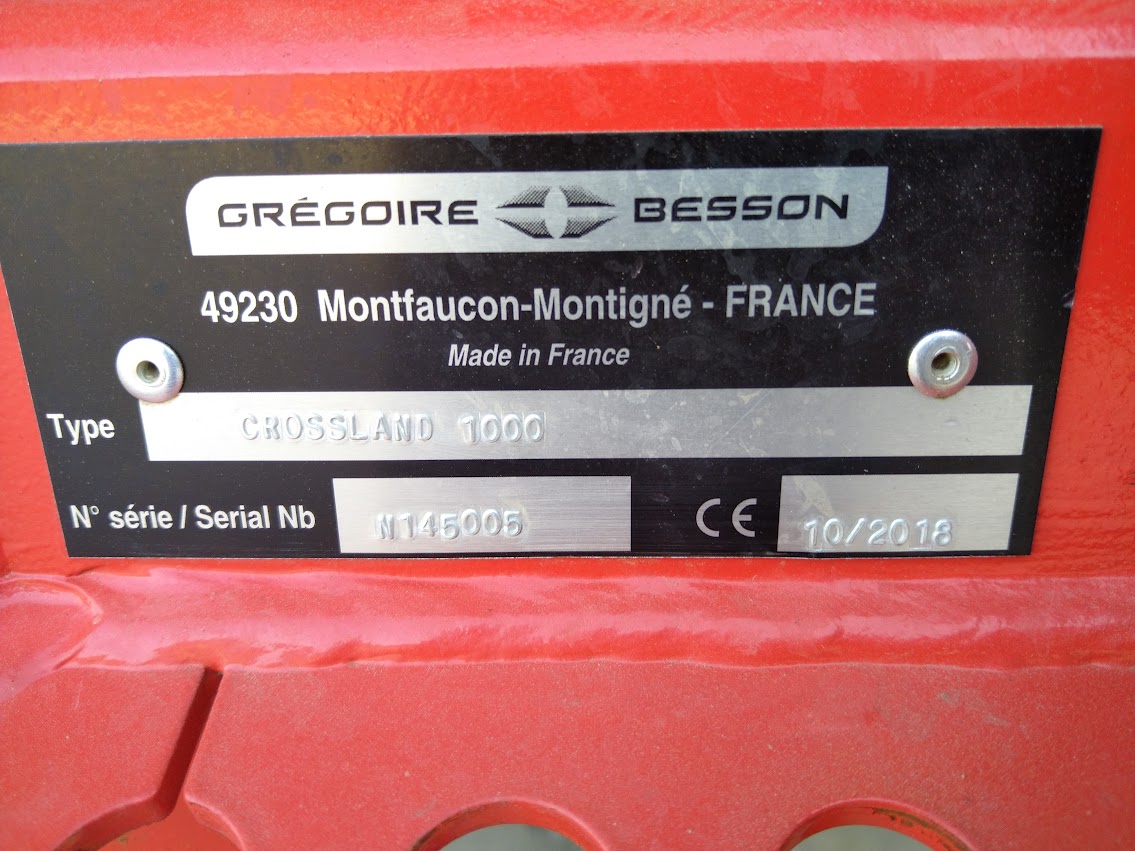 GRÉGOIRE BESSON
49230 Montfaucon-Montigné - FRANCE
Made in France
Type CROSSLAND 1000
N° série / Serial Nb N145005 CE 10/2018